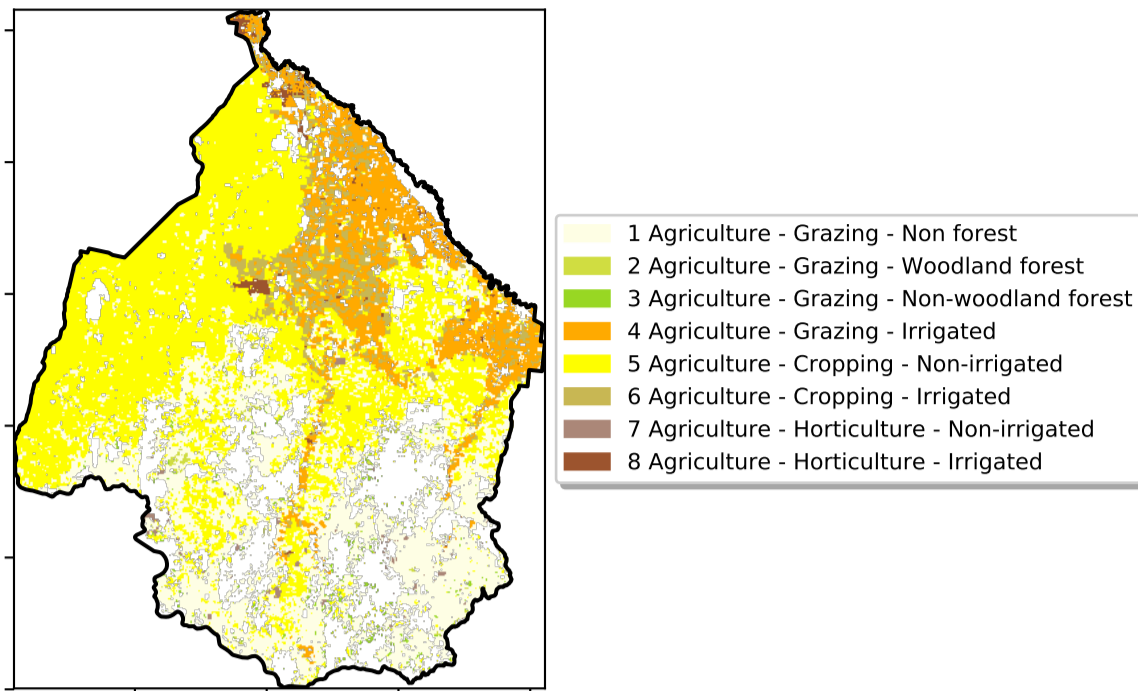 1 Agriculture - Grazing - Non forest
2 Agriculture - Grazing - Woodland forest
3 Agriculture - Grazing - Non-woodland forest
4 Agriculture - Grazing - Irrigated
5 Agriculture - Cropping - Non-irrigated
6 Agriculture - Cropping - Irrigated
7 Agriculture - Horticulture - Non-irrigated
8 Agriculture - Horticulture - Irrigated